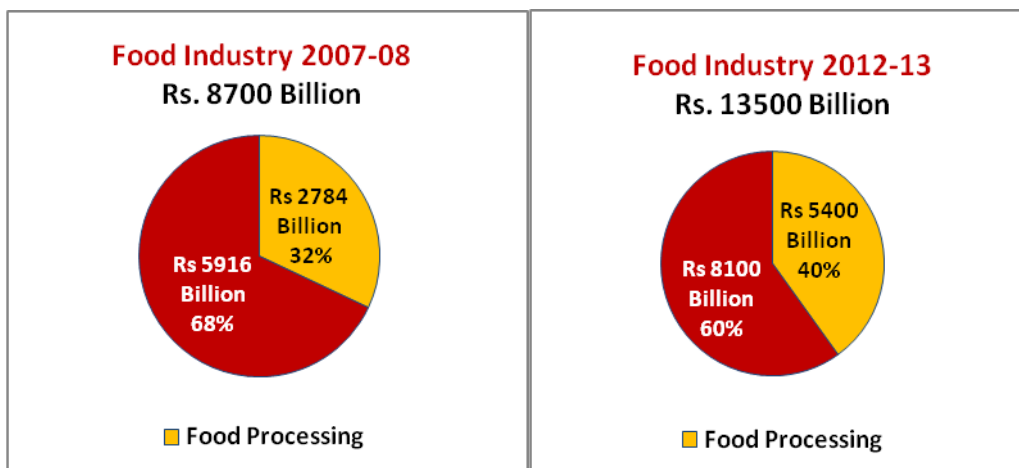 Food Industry 2007-08
Rs. 8700 Billion
Rs 2784
Billion
32%
Rs 5916
Billion
68%
Food Processing
Food Industry 2012-13
Rs. 13500 Billion
Rs 5400
Billion
40%
Rs 8100
Billion
60%
Food Processing